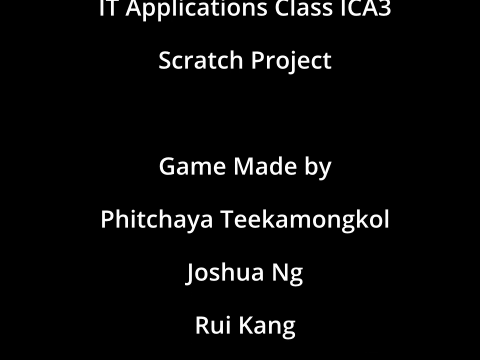 IT Applications Class ICA3
Scratch Project
Game Made by
Phitchaya Teekamongkol
Joshua Ng
Rui Kang